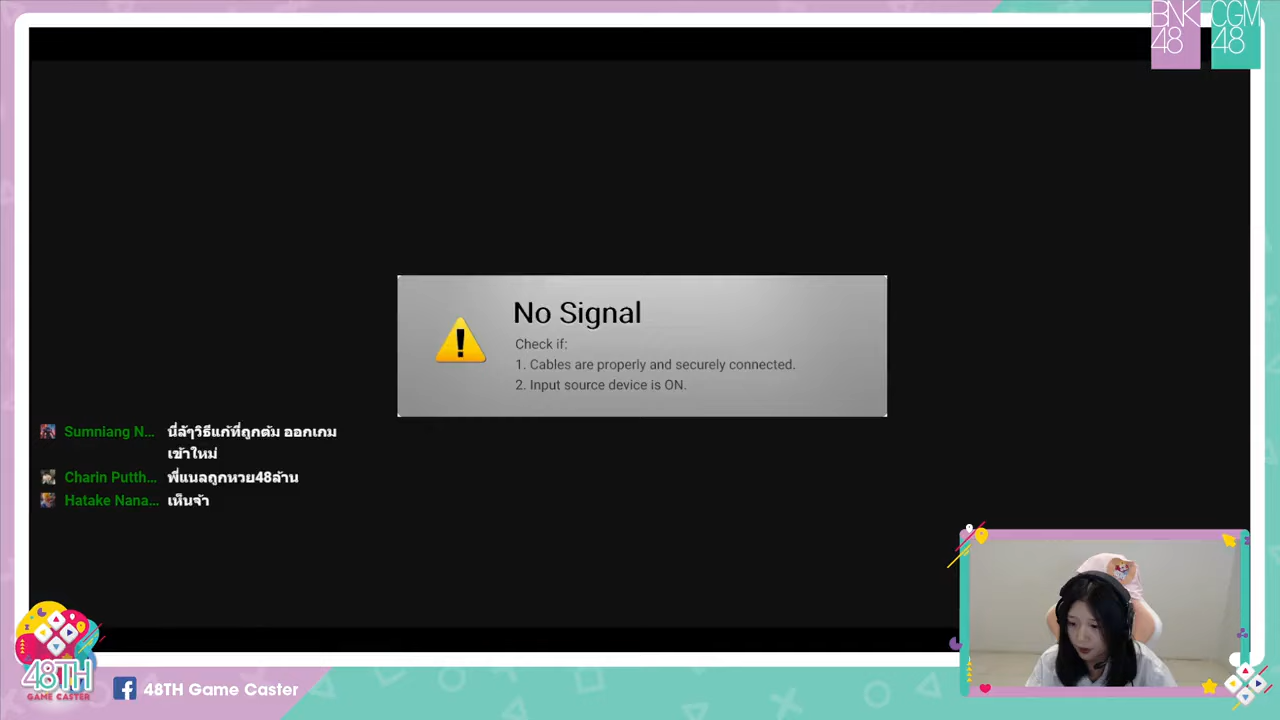 BNK
48
CGM
48
No Signal
Check if:
1. Cables are properly and securely connected.
2. Input source device is ON.
Sumniang N... นี่ล้ๅวิธีแก้ที่ถูกต้ม ออกเกม
เข้าใหม่
Charin Putth... พี่แนลถูกหวย48ล้าน
Hatake Nana... เห็นจ้า
48TH
GAME CASTER
48TH Game Caster